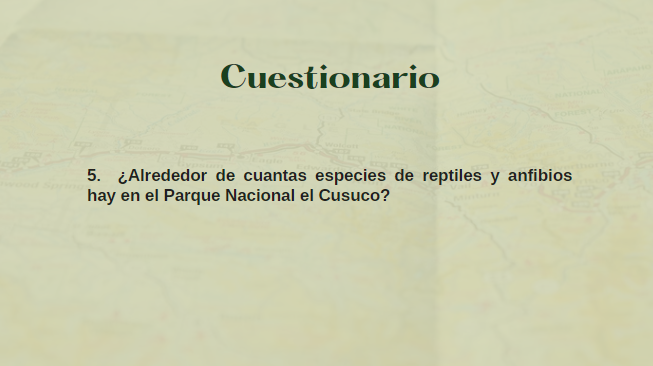 Cuestionario
5. ¿Alrededor de cuantas especies de reptiles y anfibios
hay en el Parque Nacional el Cusuco?